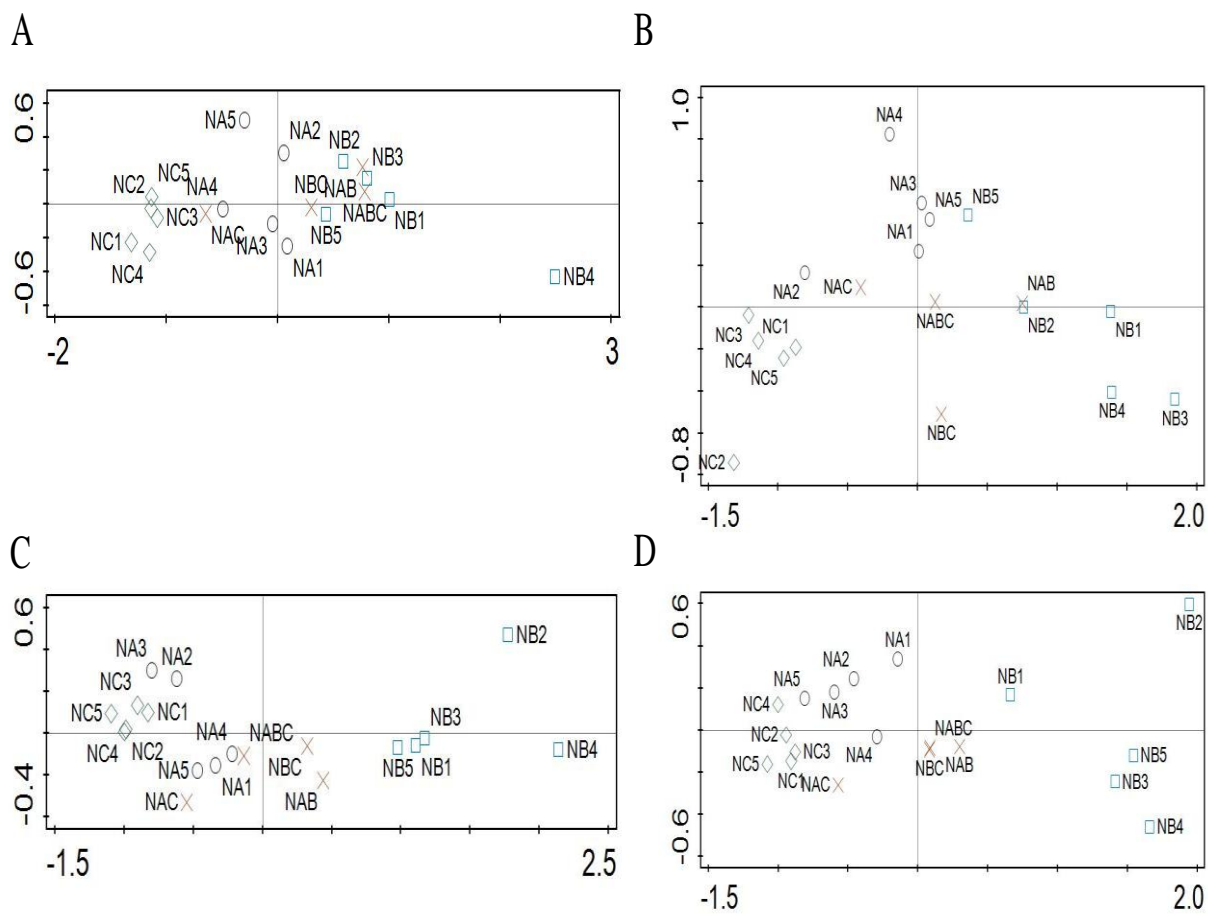 A
B
0.6
NA5
NA2
NB2
NB3
NC2
NC5
NA4
NBC
NAB
NC3
NABC
NB1
NC1
NAC
NA3
NB5
NC4
NA1
-0.6
NB4
-2
3
1.0
NA4
NA3
NA5
NB5
NA1
NA2
NAC
NAB
NABC
NB2
NB1
NC3
NC1
NC4
NC5
NB4
NB3
NBC
-0.8
NC2
-1.5
2.0
C
D
0.6
NA3
NA2
NB2
NC3
NC5
NC1
NA4
NABC
NB3
NC4
NC2
NBC
NB5
NB1
NB4
NA5
NA1
-0.4
NAC
NAB
-1.5
2.5
0.6
NB2
NA1
NA2
NB1
NA5
NC4
NA3
NC2
NABC
NC3
NA4
NBC
NAB
NB5
NC5
NC1
NAC
NB3
-0.6
NB4
-1.5
2.0